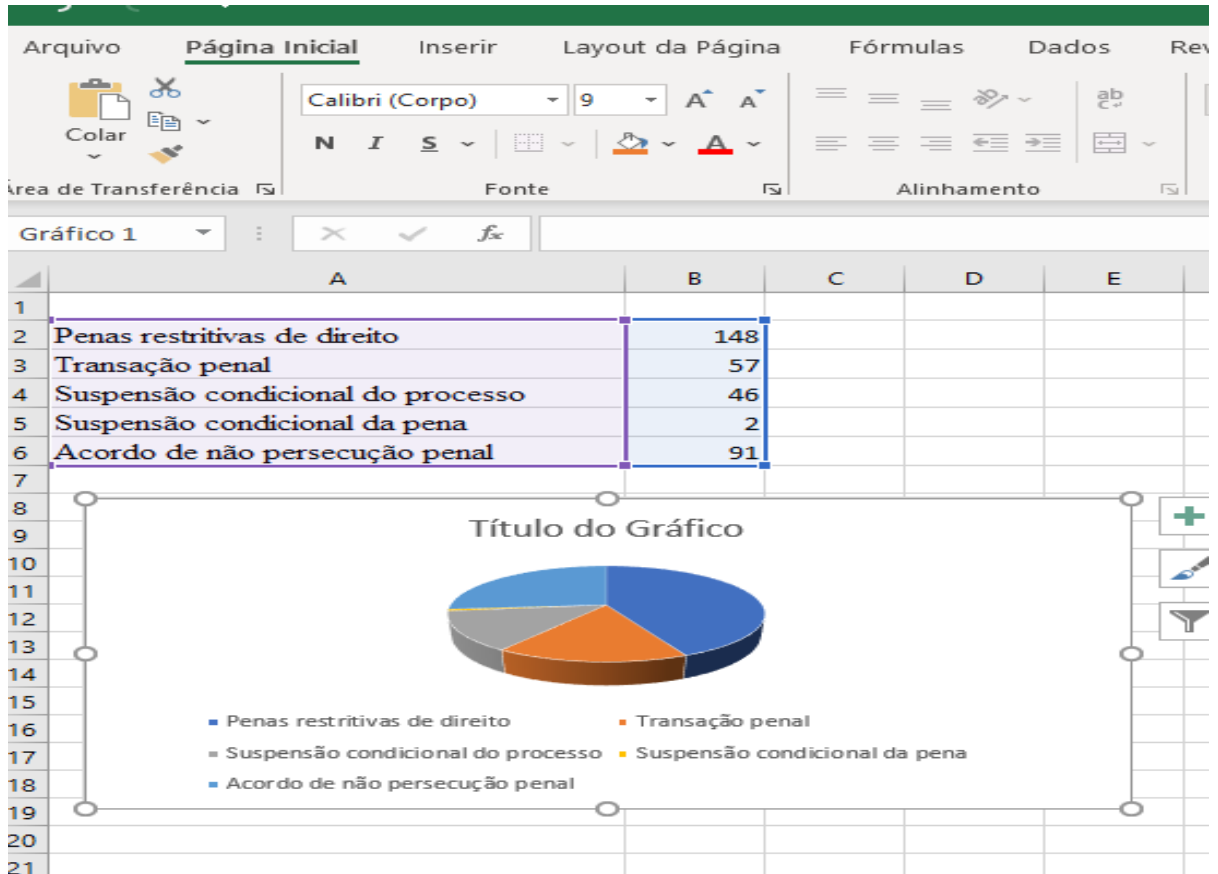 Arquivo Página Inicial Inserir Layout da Página Fórmulas Dados Rev
Calibri (Corpo) 9 A A ab c
Colar
N I S A
Área de Transferência Fonte Alinhamento
Gráfico 1 fx
A B C D E
1
2 Penas restritivas de direito 148
3 Transação penal 57
4 Suspensão condicional do processo 46
5 Suspensão condicional da pena 2
6 Acordo de não persecução penal 91
7
8
9
10
11
12
13
14
15
16
17
18
19
20
21
Título do Gráfico
Penas restritivas de direito Transação penal
Suspensão condicional do processo Suspensão condicional da pena
Acordo de não persecução penal